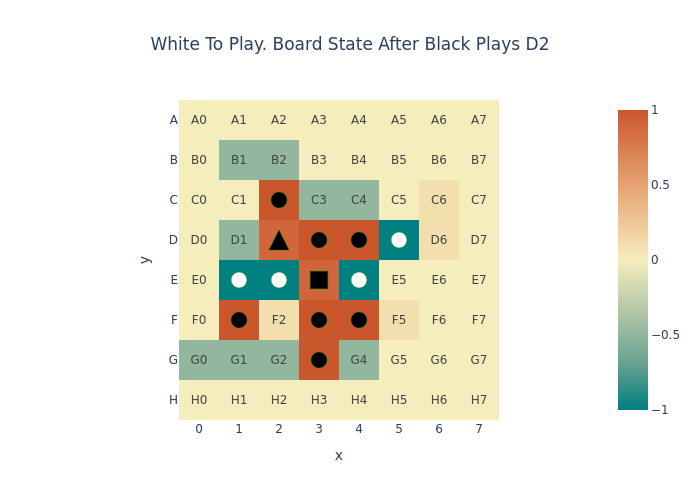 White To Play. Board State After Black Plays D2
A A0 A1 A2 A3 A4 A5 A6 A7
B B0 B1 B2 B3 B4 B5 B6 B7
C C0 C1 C3 C4 C5 C6 C7
D D0 D1 D6 D7
E E0 E5 E6 E7
F F0 F2 F5 F6 F7
G G0 G1 G2 G4 G5 G6 G7
H H0 H1 H2 H3 H4 H5 H6 H7
0 1 2 3 4 5 6 7
x
y
1
0.5
0
−0.5
−1